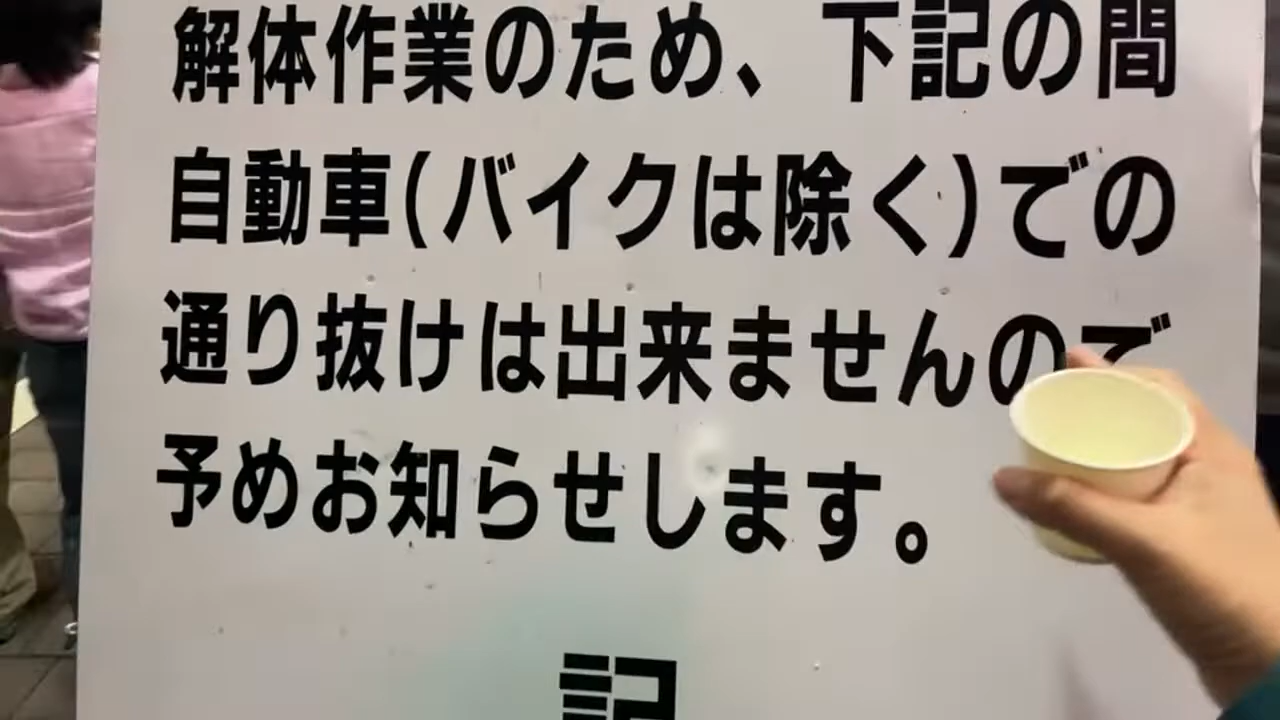 解体作業のため、下記の間
自動車(バイクは除く)での
通り抜けは出来ませんので
予めお知らせします。
記